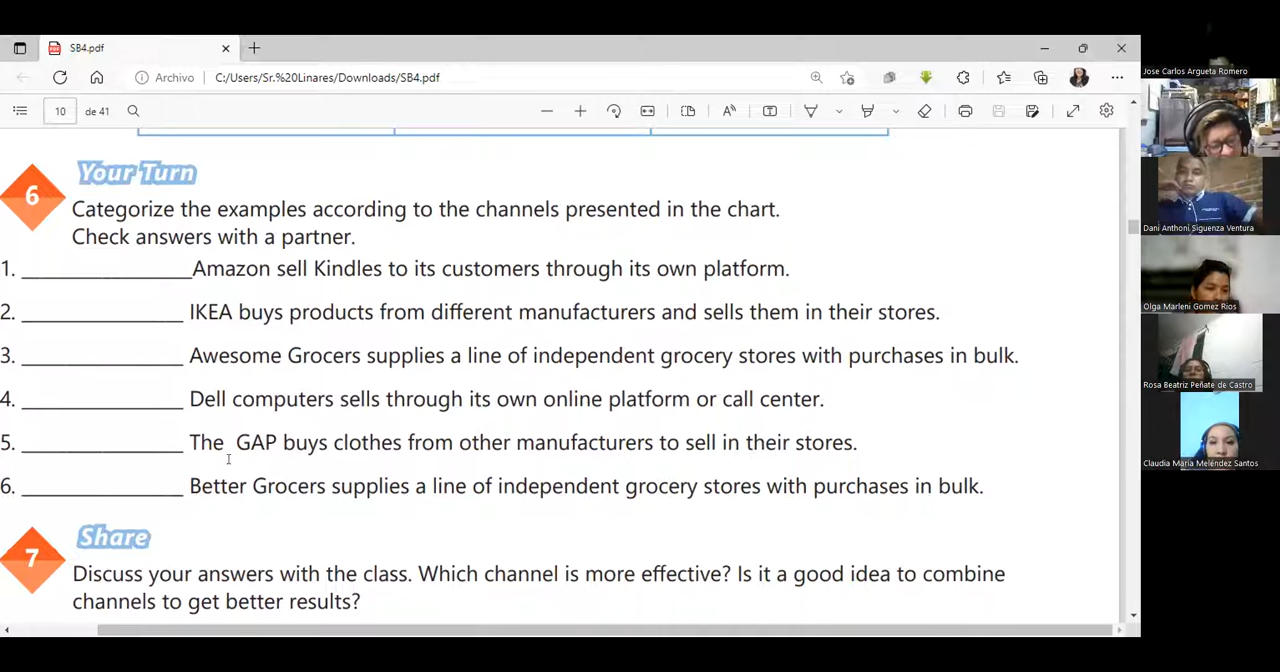 SB4.pdf
Archivo
C:/Users/Sr.%20Linares/Downloads/SB4.pdf
10
de 41
6
Your Turn
Categorize the examples according to the channels presented in the chart.
Check answers with a partner.
1. ________________Amazon sell Kindles to its customers through its own platform.
2. _______________ IKEA buys products from different manufacturers and sells them in their stores.
3. _______________ Awesome Grocers supplies a line of independent grocery stores with purchases in bulk.
4. _______________ Dell computers sells through its own online platform or call center.
5. _______________ The  GAP buys clothes from other manufacturers to sell in their stores.
6. _______________ Better Grocers supplies a line of independent grocery stores with purchases in bulk.
7
Share
Discuss your answers with the class. Which channel is more effective? Is it a good idea to combine
channels to get better results?
Jose Carlos Argueta Romero
Dani Anthoni Siguenza Ventura
Olga Marleni Gomez Rios
Rosa Beatriz Peñate de Castro
Claudia Maria Meléndez Santos